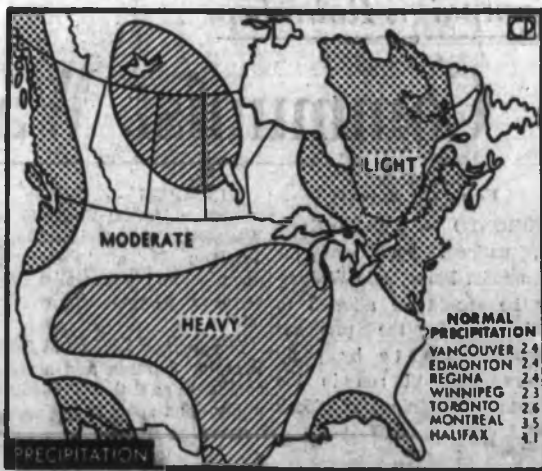 CP
LIGHT
MODERATE
HEAVY
NORMAL
PRECIPITATION
VANCOUVER 2.4
EDMONTON 2.4
REGINA 2.4
WINNIPEG 2.3
TORONTO 2.6
MONTREAL 3.5
HALIFAX 4.1
PRECIPITATION